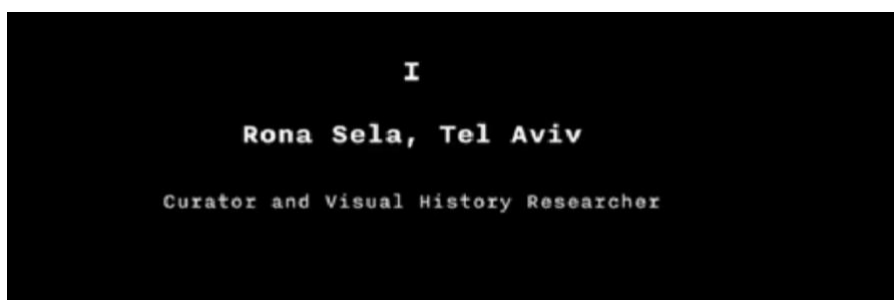 I
Rona Sela, Tel Aviv
Curator and Visual History Researcher